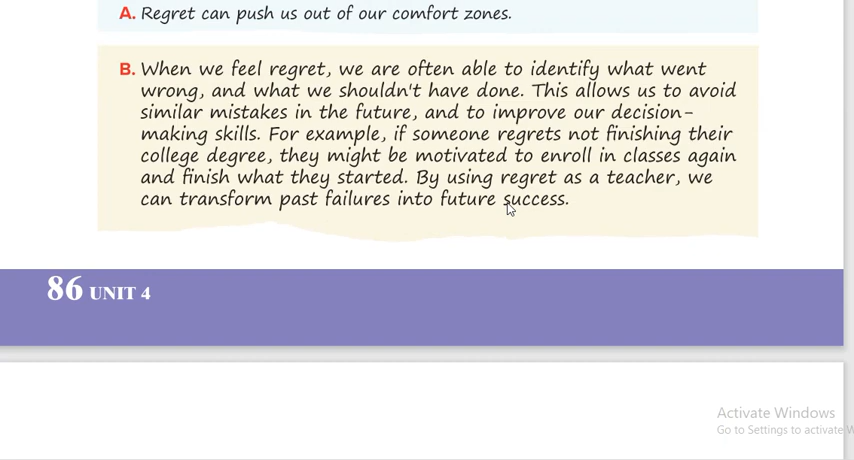 A. Regret can push us out of our comfort zones.
B. When we feel regret, we are often able to identify what went
wrong, and what we shouldn't have done. This allows us to avoid
similar mistakes in the future, and to improve our decision-
making skills. For example, if someone regrets not finishing their
college degree, they might be motivated to enroll in classes again
and finish what they started. By using regret as a teacher, we
can transform past failures into future success.
86 UNIT 4
Activate Windows
Go to Settings to activate W